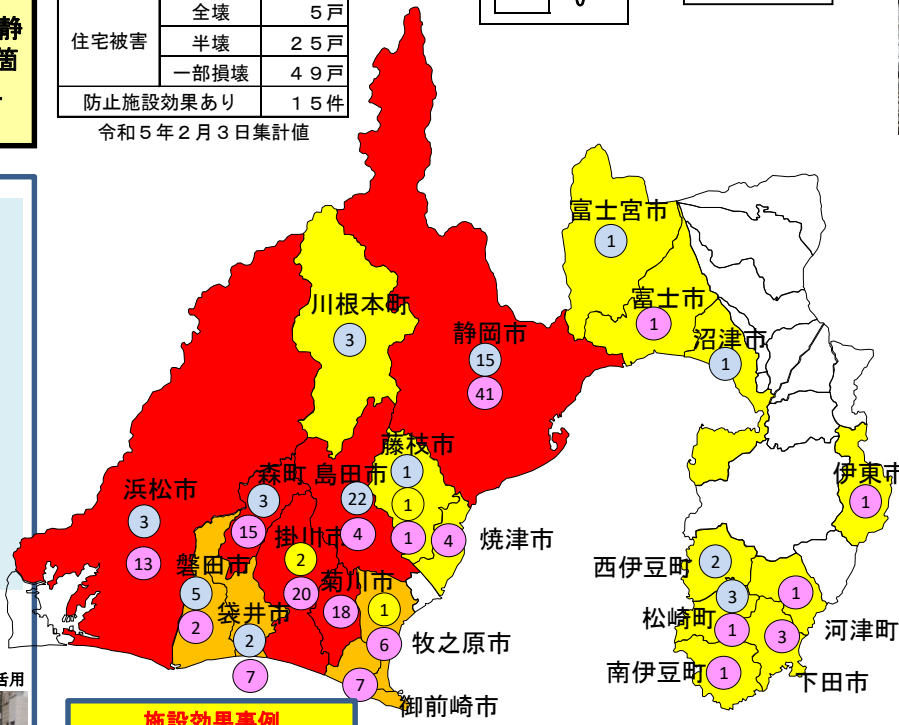 静
箇
全壊 5戸
住宅被害 半壊 25戸
一部損壊 49戸
防止施設効果あり 15件
令和5年2月3日集計値
富士宮市
1
川根本町
3
富士市
1
静岡市
15
41
沼津市
1
藤枝市
1
1
1
伊東市
1
浜松市
3
13
森町
3
15
島田市
22
4
掛川市
2
20
4
焼津市
磐田市
5
2
袋井市
2
7
菊川市
18
1
6
牧之原市
7
御前崎市
西伊豆町
2
3
1
松崎町
1
3
河津町
南伊豆町
1
下田市
活用
施設効果事例